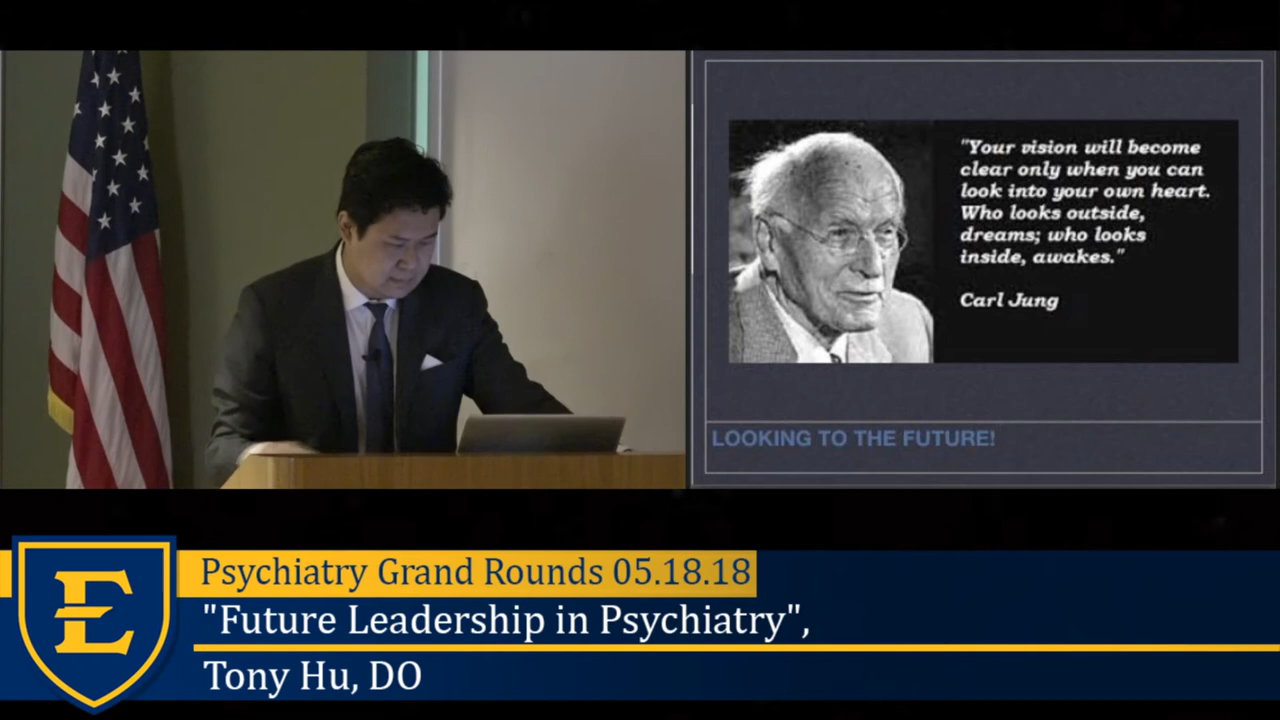 "Your vision will become
clear only when you can
look into your own heart.
Who looks outside,
dreams; who looks
inside, awakes."
Carl Jung
LOOKING TO THE FUTURE!
E
Psychiatry Grand Rounds 05.18.18
"Future Leadership in Psychiatry",
Tony Hu, DO